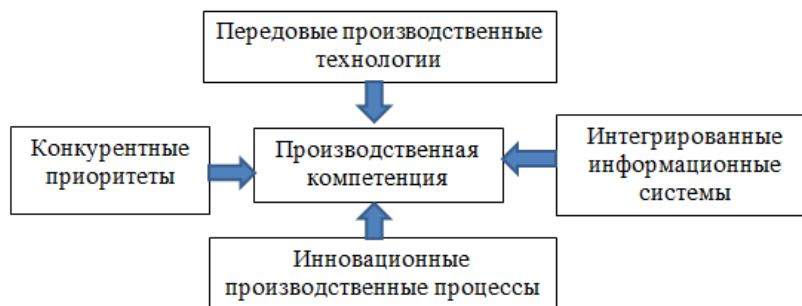 Передовые производственные
технологии
Конкурентные
приоритеты
Производственная
компетенция
Интегрированные
информационные
системы
Инновационные
производственные процессы